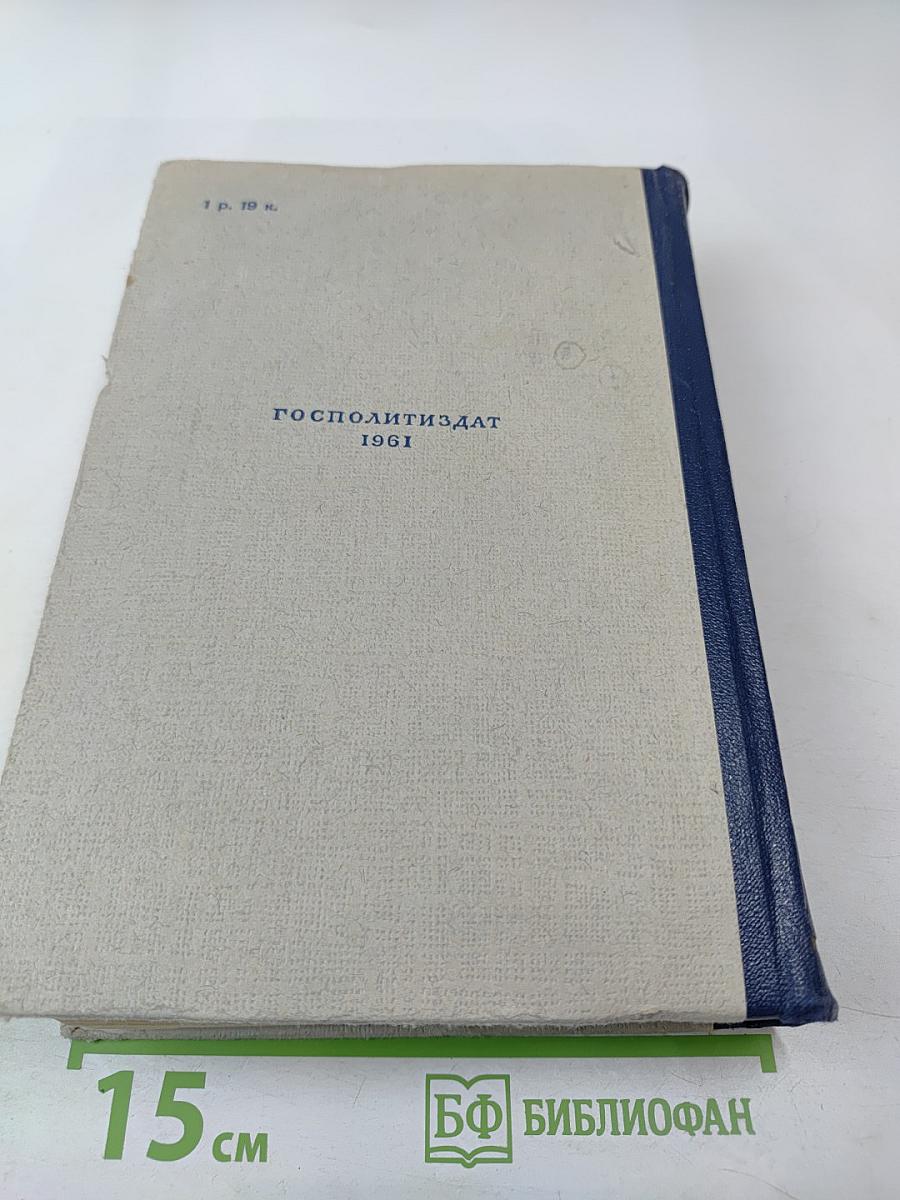 1 р. 19 к.
ГОСПОЛИТИЗДАТ
1961
15 см
БФ БИБЛИОФАН